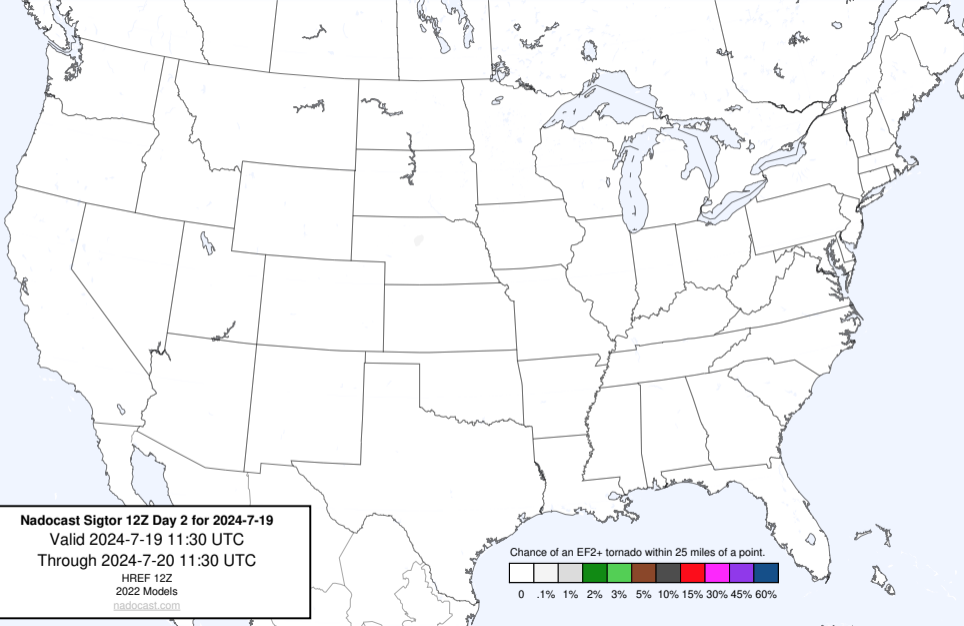 Nadocast Sigtor 12Z Day 2 for 2024-7-19
Valid 2024-7-19 11:30 UTC
Through 2024-7-20 11:30 UTC
HREF 12Z
2022 Models
nadocast.com
Chance of an EF2+ tornado within 25 miles of a point.
0 .1% 1% 2% 3% 5% 10% 15% 30% 45% 60%